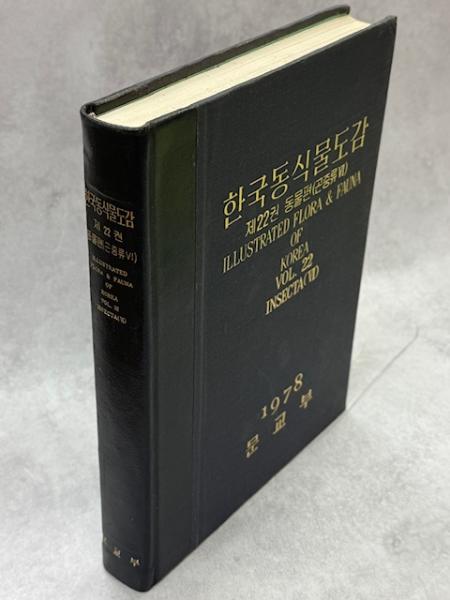 한국동식물도감
제22권 동물편(곤충류Ⅵ)
ILLUSTRATED FLORA & FAUNA
OF
KOREA
VOL. 22
INSECTA(Ⅵ)
1978
문교부
한국동식물도감
제 22 권
동물편(곤충류Ⅵ)
ILLUSTRATED
FLORA & FAUNA
OF
KOREA
VOL.
INSECTA(Ⅵ)
문교부